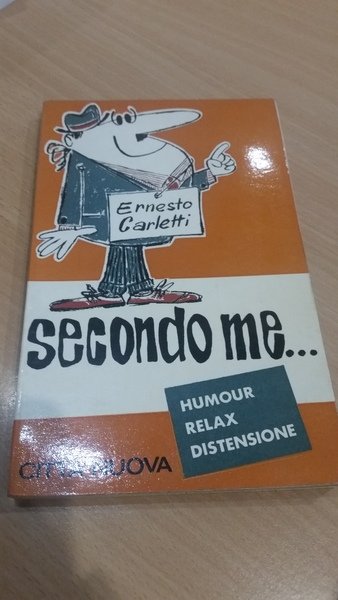 Ernesto
Carletti
secondo me...
HUMOUR
RELAX
DISTENSIONE
CITTÀ NUOVA